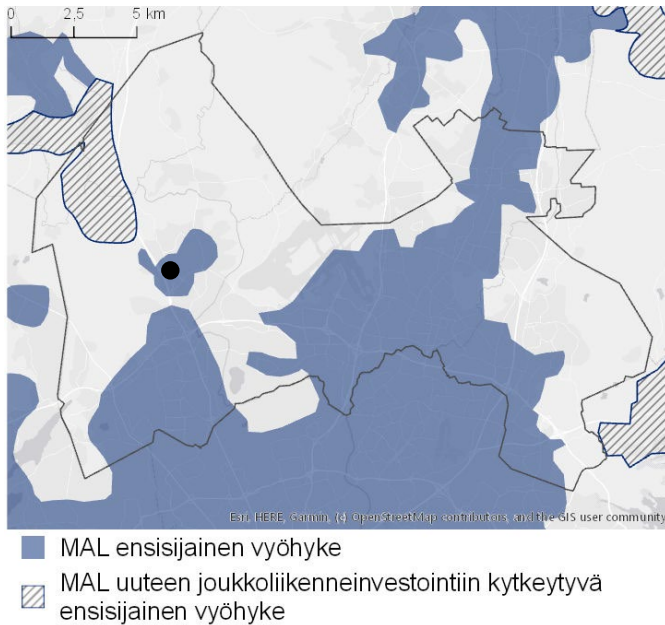 0 2,5 5 km
Esri, HERE, Garmin, (c) OpenStreetMap contributors, and the GIS user community
MAL ensisijainen vyöhyke
MAL uuteen joukkoliikenneinvestointiin kytkeytyvä
ensisijainen vyöhyke